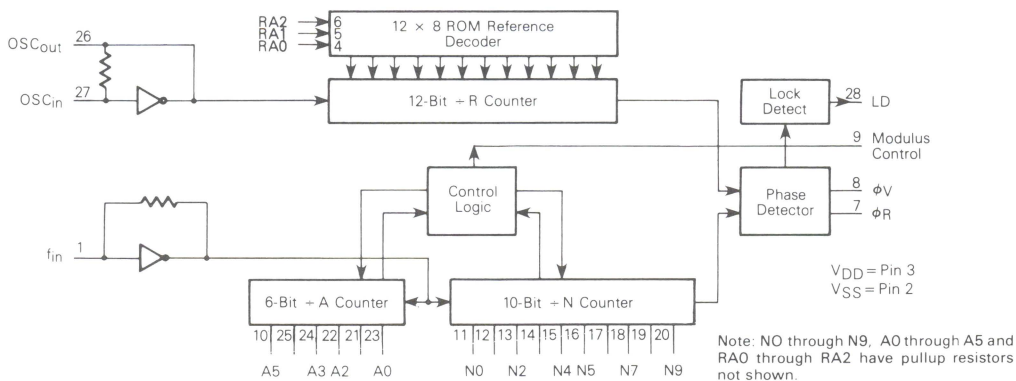 RA2 6
RA1 5
RA0 4
12 × 8 ROM Reference
Decoder
OSCout 26
OSCin 27
12-Bit ÷ R Counter
Lock
Detect
28 LD
9 Modulus
Control
Control
Logic
Phase
Detector
8 ϕV
7 ϕR
fin 1
6-Bit ÷ A Counter
10-Bit ÷ N Counter
VDD = Pin 3
VSS = Pin 2
10 25 24 22 21 23
11 12 13 14 15 16 17 18 19 20
A5 A3 A2 A0
N0 N2 N4 N5 N7 N9
Note: NO through N9, AO through A5 and
RAO through RA2 have pullup resistors
not shown.